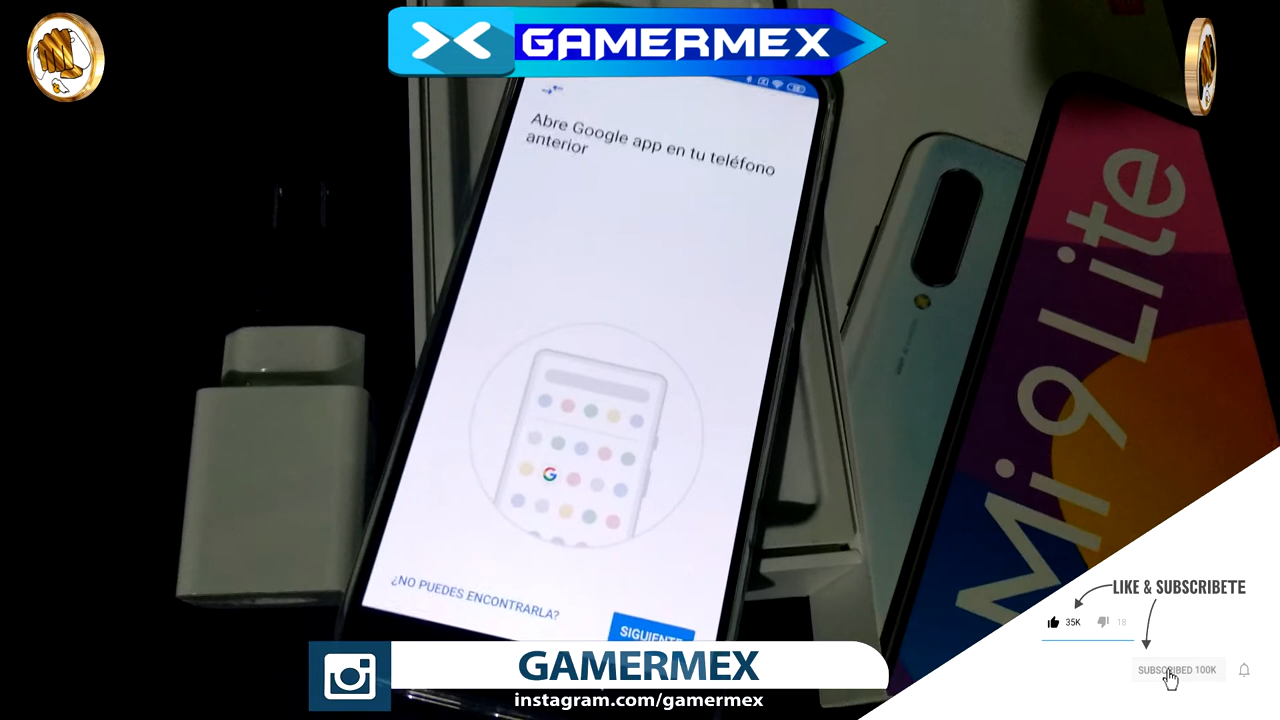 GAMERMEX
Abre Google app en tu teléfono
anterior
Mi 9 Lite
¿NO PUEDES ENCONTRARLA?
SIGUIENTE
LIKE & SUBSCRIBETE
35K
18
SUBSCRIBED 100K
GAMERMEX
instagram.com/gamermex